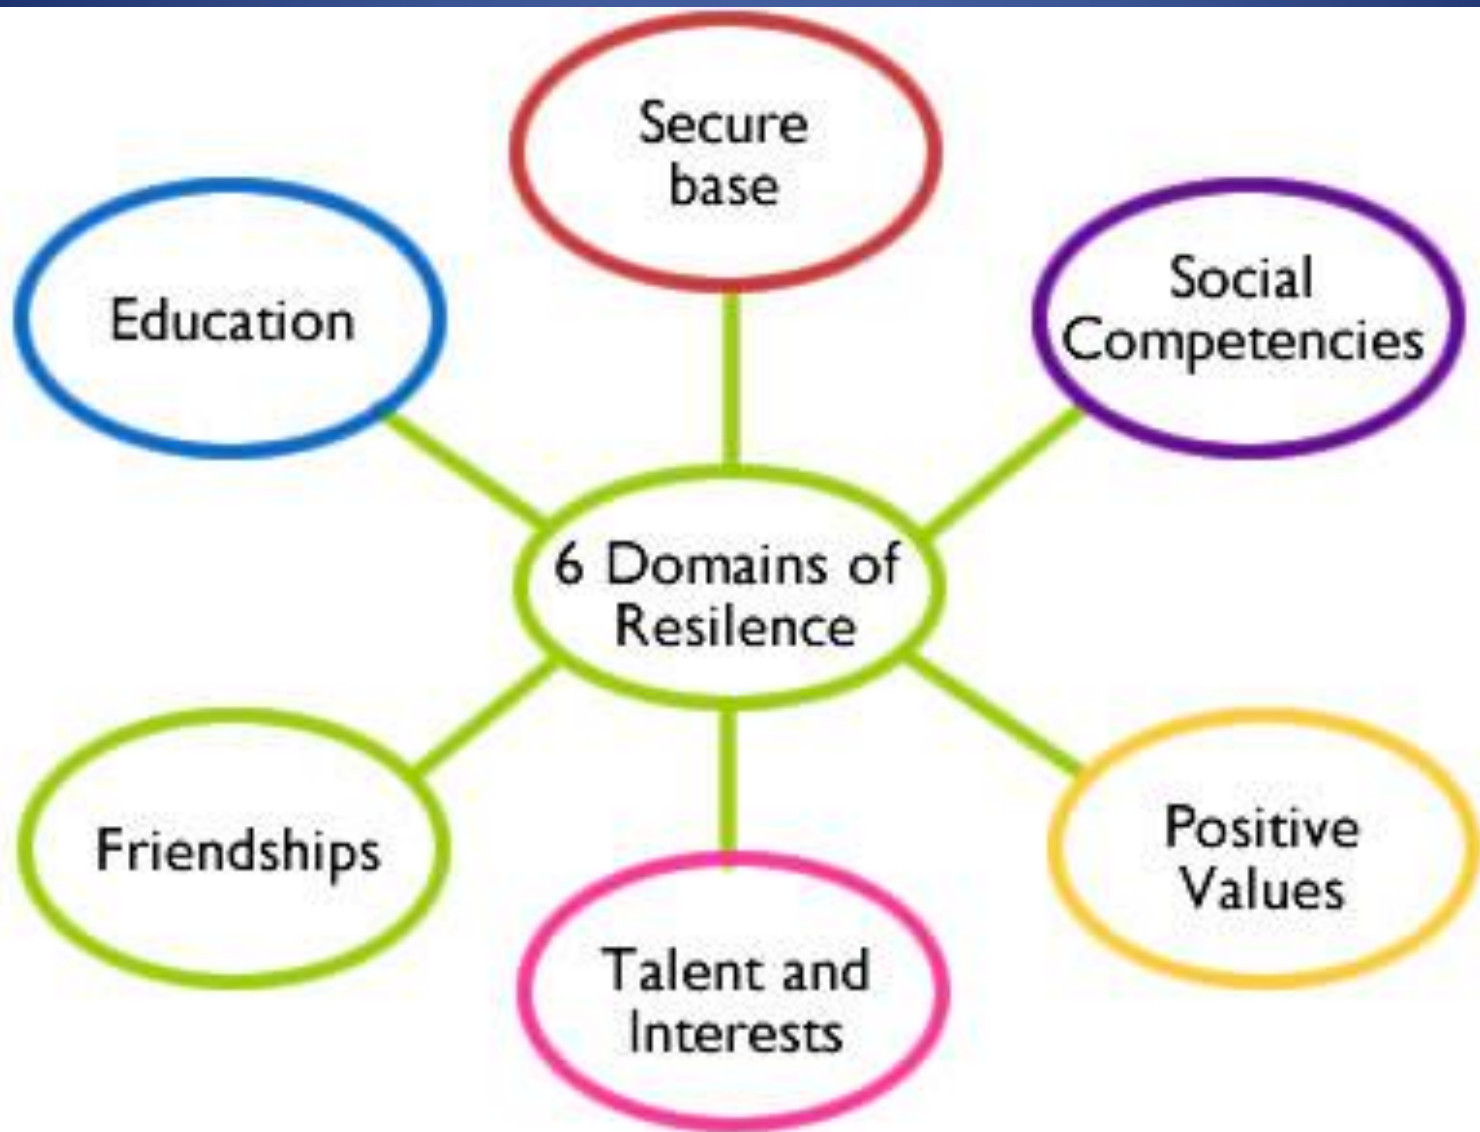 Secure
base
Education
Social
Competencies
6 Domains of
Resilence
Friendships
Positive
Values
Talent and
Interests